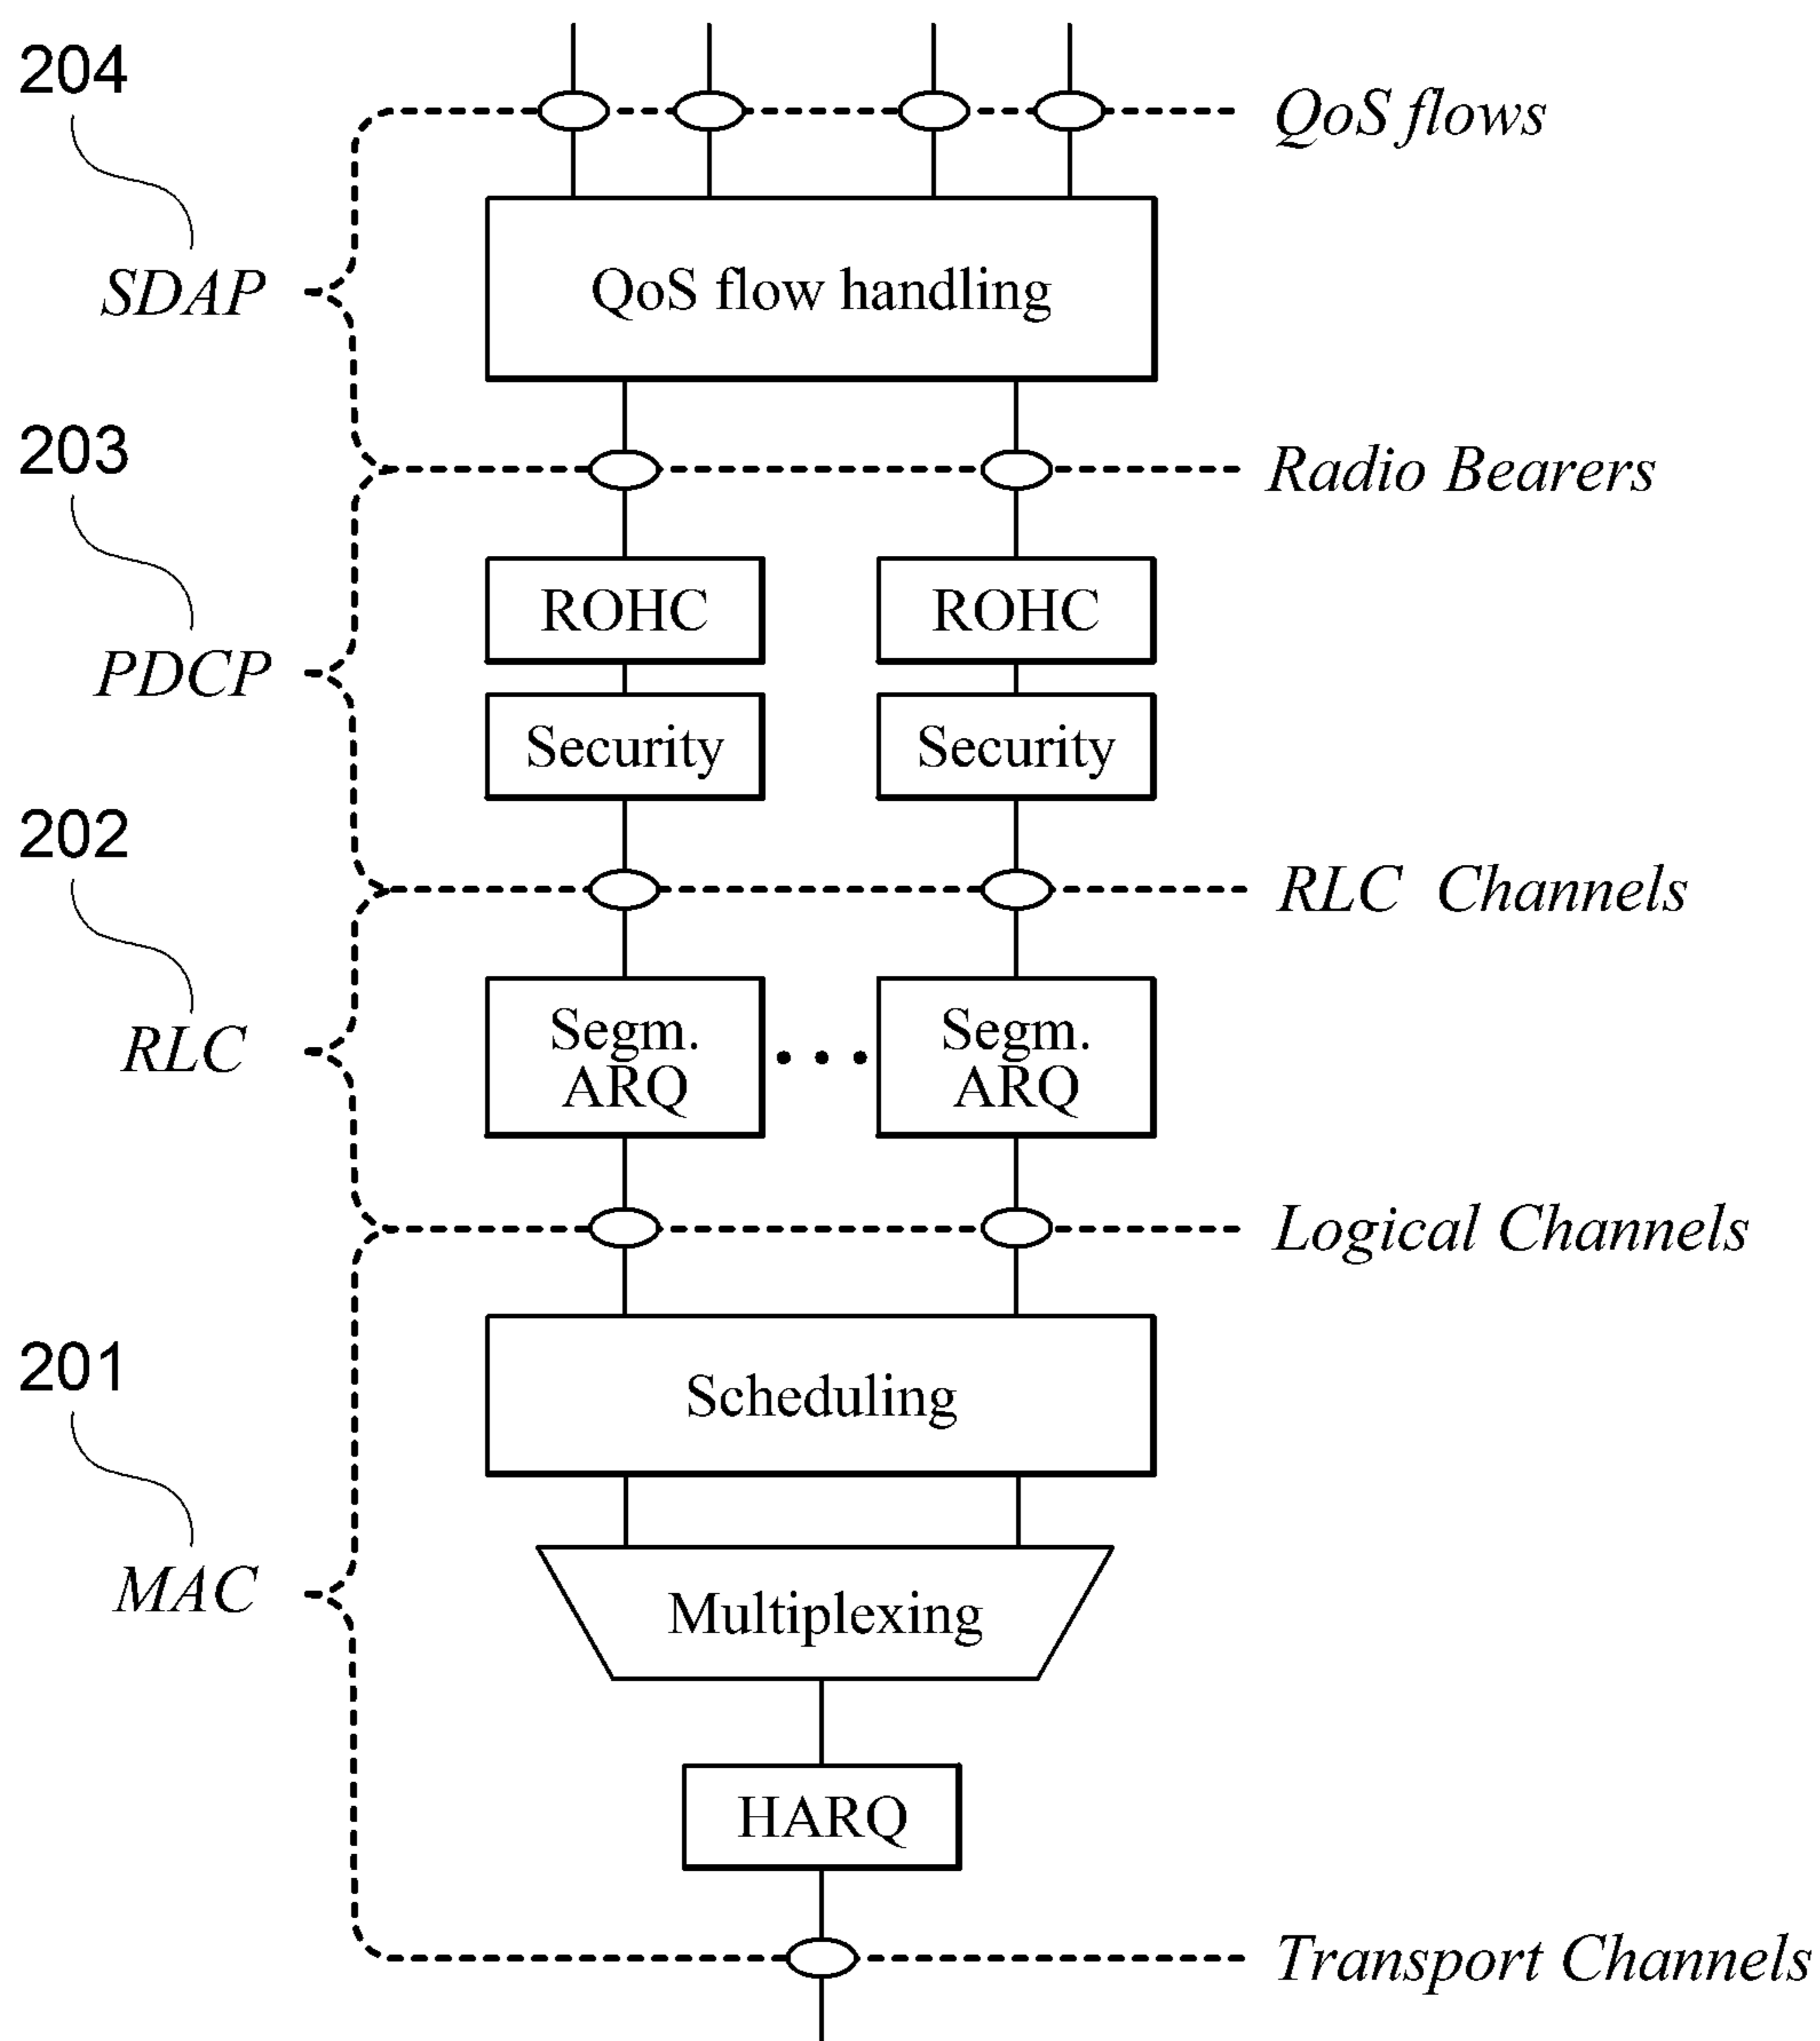 204
QoS flows
SDAP
QoS flow handling
203
Radio Bearers
ROHC
ROHC
PDCP
Security
Security
202
RLC Channels
RLC
Segm.
ARQ
Segm.
ARQ
Logical Channels
201
Scheduling
MAC
Multiplexing
HARQ
Transport Channels